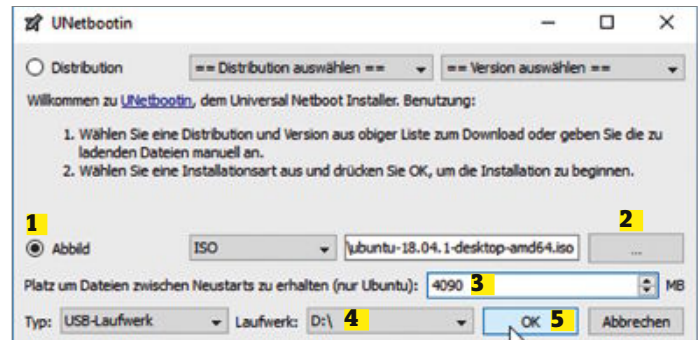 UNetbootin
Distribution == Distribution auswählen == == Version auswählen ==
Willkommen zu UNetbootin, dem Universal Netboot Installer. Benutzung:
1. Wählen Sie eine Distribution und Version aus obiger Liste zum Download oder geben Sie die zu
ladenden Dateien manuell an.
2. Wählen Sie eine Installationsart aus und drücken Sie OK, um die Installation zu beginnen.
1 2
Abbild ISO \ubuntu-18.04.1-desktop-amd64.iso ...
Platz um Dateien zwischen Neustarts zu erhalten (nur Ubuntu): 4090 3 MB
Typ: USB-Laufwerk Laufwerk: D:\ 4 OK 5 Abbrechen